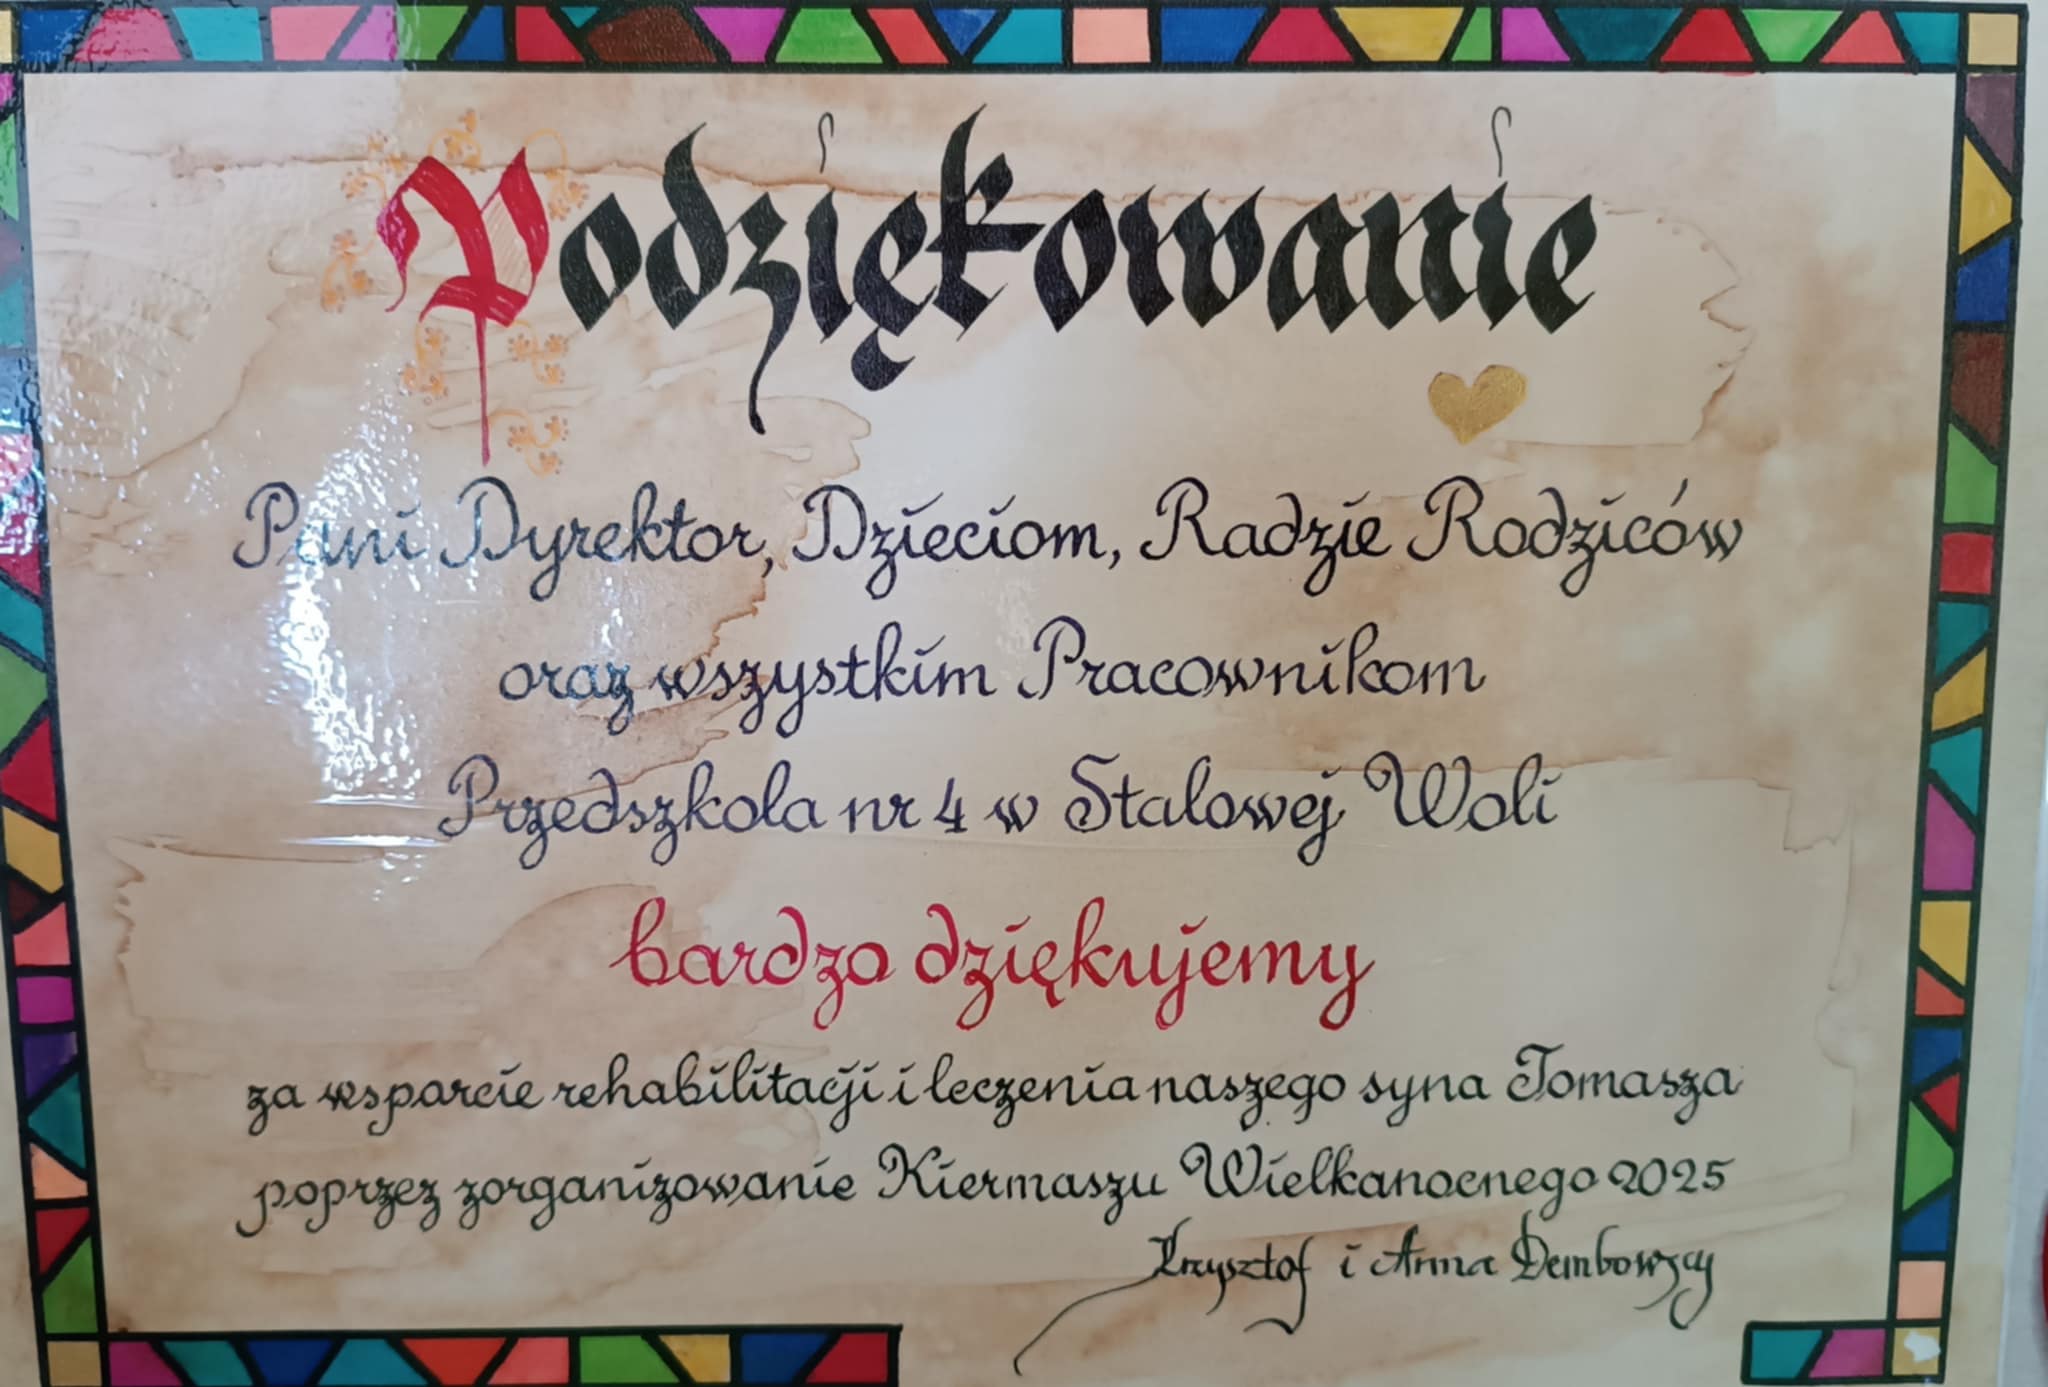 Podziękowanie
Pani Dyrektor, Dzieciom, Radzie Rodziców
oraz wszystkim Pracownikom
Przedszkola nr 4 w Stalowej Woli
bardzo dziękujemy
za wsparcie rehabilitacji i leczenia naszego syna Tomasza
poprzez zorganizowanie Kiermaszu Wielkanocnego 2025
Krzysztof i Anna Dembowscy